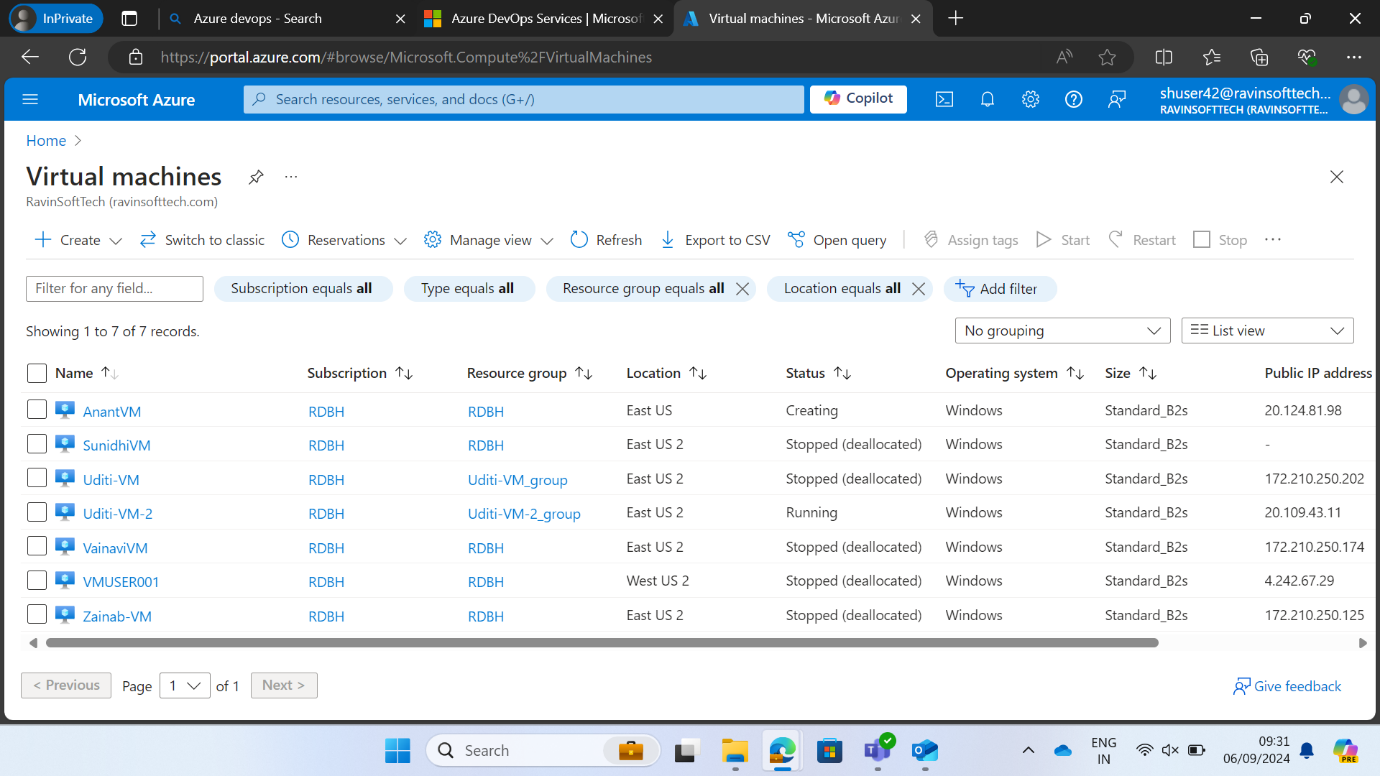 InPrivate
Azure devops - Search
Azure DevOps Services | Microsof
Virtual machines - Microsoft Azur
https://portal.azure.com/#browse/Microsoft.Compute%2FVirtualMachines
Microsoft Azure
Search resources, services, and docs (G+/)
Copilot
shuser42@ravinsofttech...
RAVINSOFTTECH (RAVINSOFTTE...
Home >
Virtual machines
RavinSoftTech (ravinsofttech.com)
Create Switch to classic Reservations Manage view Refresh Export to CSV Open query Assign tags Start Restart Stop
Filter for any field... Subscription equals all Type equals all Resource group equals all Location equals all Add filter
Showing 1 to 7 of 7 records. No grouping List view
Name Subscription Resource group Location Status Operating system Size Public IP address
AnantVM RDBH RDBH East US Creating Windows Standard_B2s 20.124.81.98
SunidhiVM RDBH RDBH East US 2 Stopped (deallocated) Windows Standard_B2s -
Uditi-VM RDBH Uditi-VM_group East US 2 Stopped (deallocated) Windows Standard_B2s 172.210.250.202
Uditi-VM-2 RDBH Uditi-VM-2_group East US 2 Running Windows Standard_B2s 20.109.43.11
VainaviVM RDBH RDBH East US 2 Stopped (deallocated) Windows Standard_B2s 172.210.250.174
VMUSER001 RDBH RDBH West US 2 Stopped (deallocated) Windows Standard_B2s 4.242.67.29
Zainab-VM RDBH RDBH East US 2 Stopped (deallocated) Windows Standard_B2s 172.210.250.125
< Previous Page 1 of 1 Next > Give feedback
Search
ENG
IN
09:31
06/09/2024
PRE